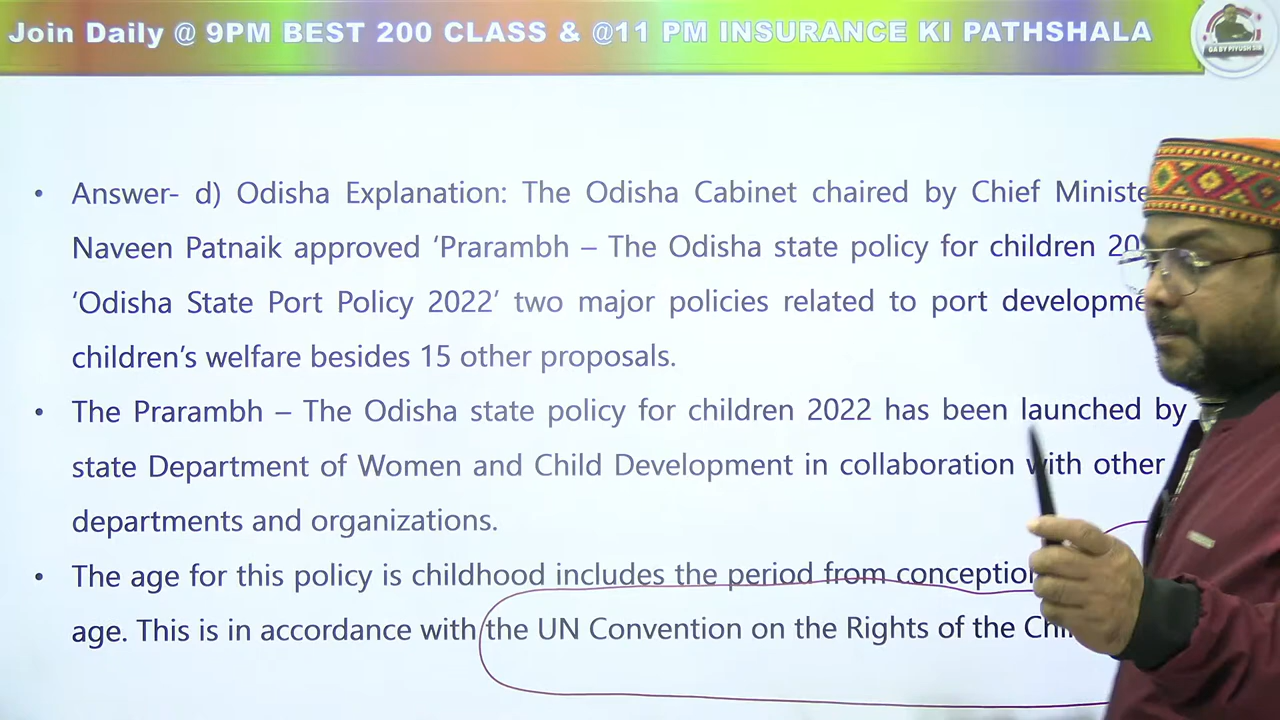 Join Daily @ 9PM BEST 200 CLASS & @11 PM INSURANCE KI PATHSHALA
GA BY PIYUSH SIR
• Answer- d) Odisha Explanation: The Odisha Cabinet chaired by Chief
Naveen Patnaik approved ‘Prarambh – The Odisha state policy for children
‘Odisha State Port Policy 2022’ two major policies related to port
children’s welfare besides 15 other proposals.
• The Prarambh – The Odisha state policy for children 2022 has been launched by
state Department of Women and Child Development in collaboration with other
departments and organizations.
• The age for this policy is childhood includes the period from
age. This is in accordance with the UN Convention on the Rights of the